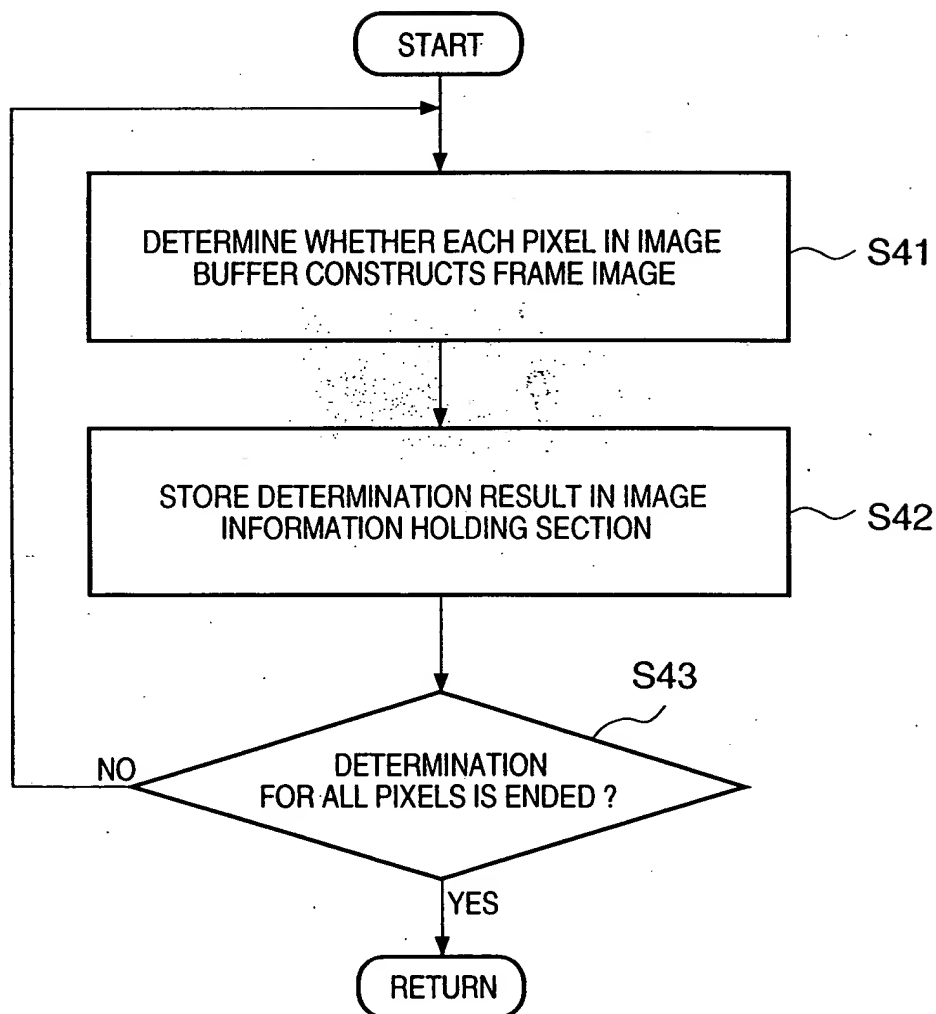 START
DETERMINE WHETHER EACH PIXEL IN IMAGE
BUFFER CONSTRUCTS FRAME IMAGE
S41
STORE DETERMINATION RESULT IN IMAGE
INFORMATION HOLDING SECTION
S42
S43
NO
DETERMINATION
FOR ALL PIXELS IS ENDED ?
YES
RETURN